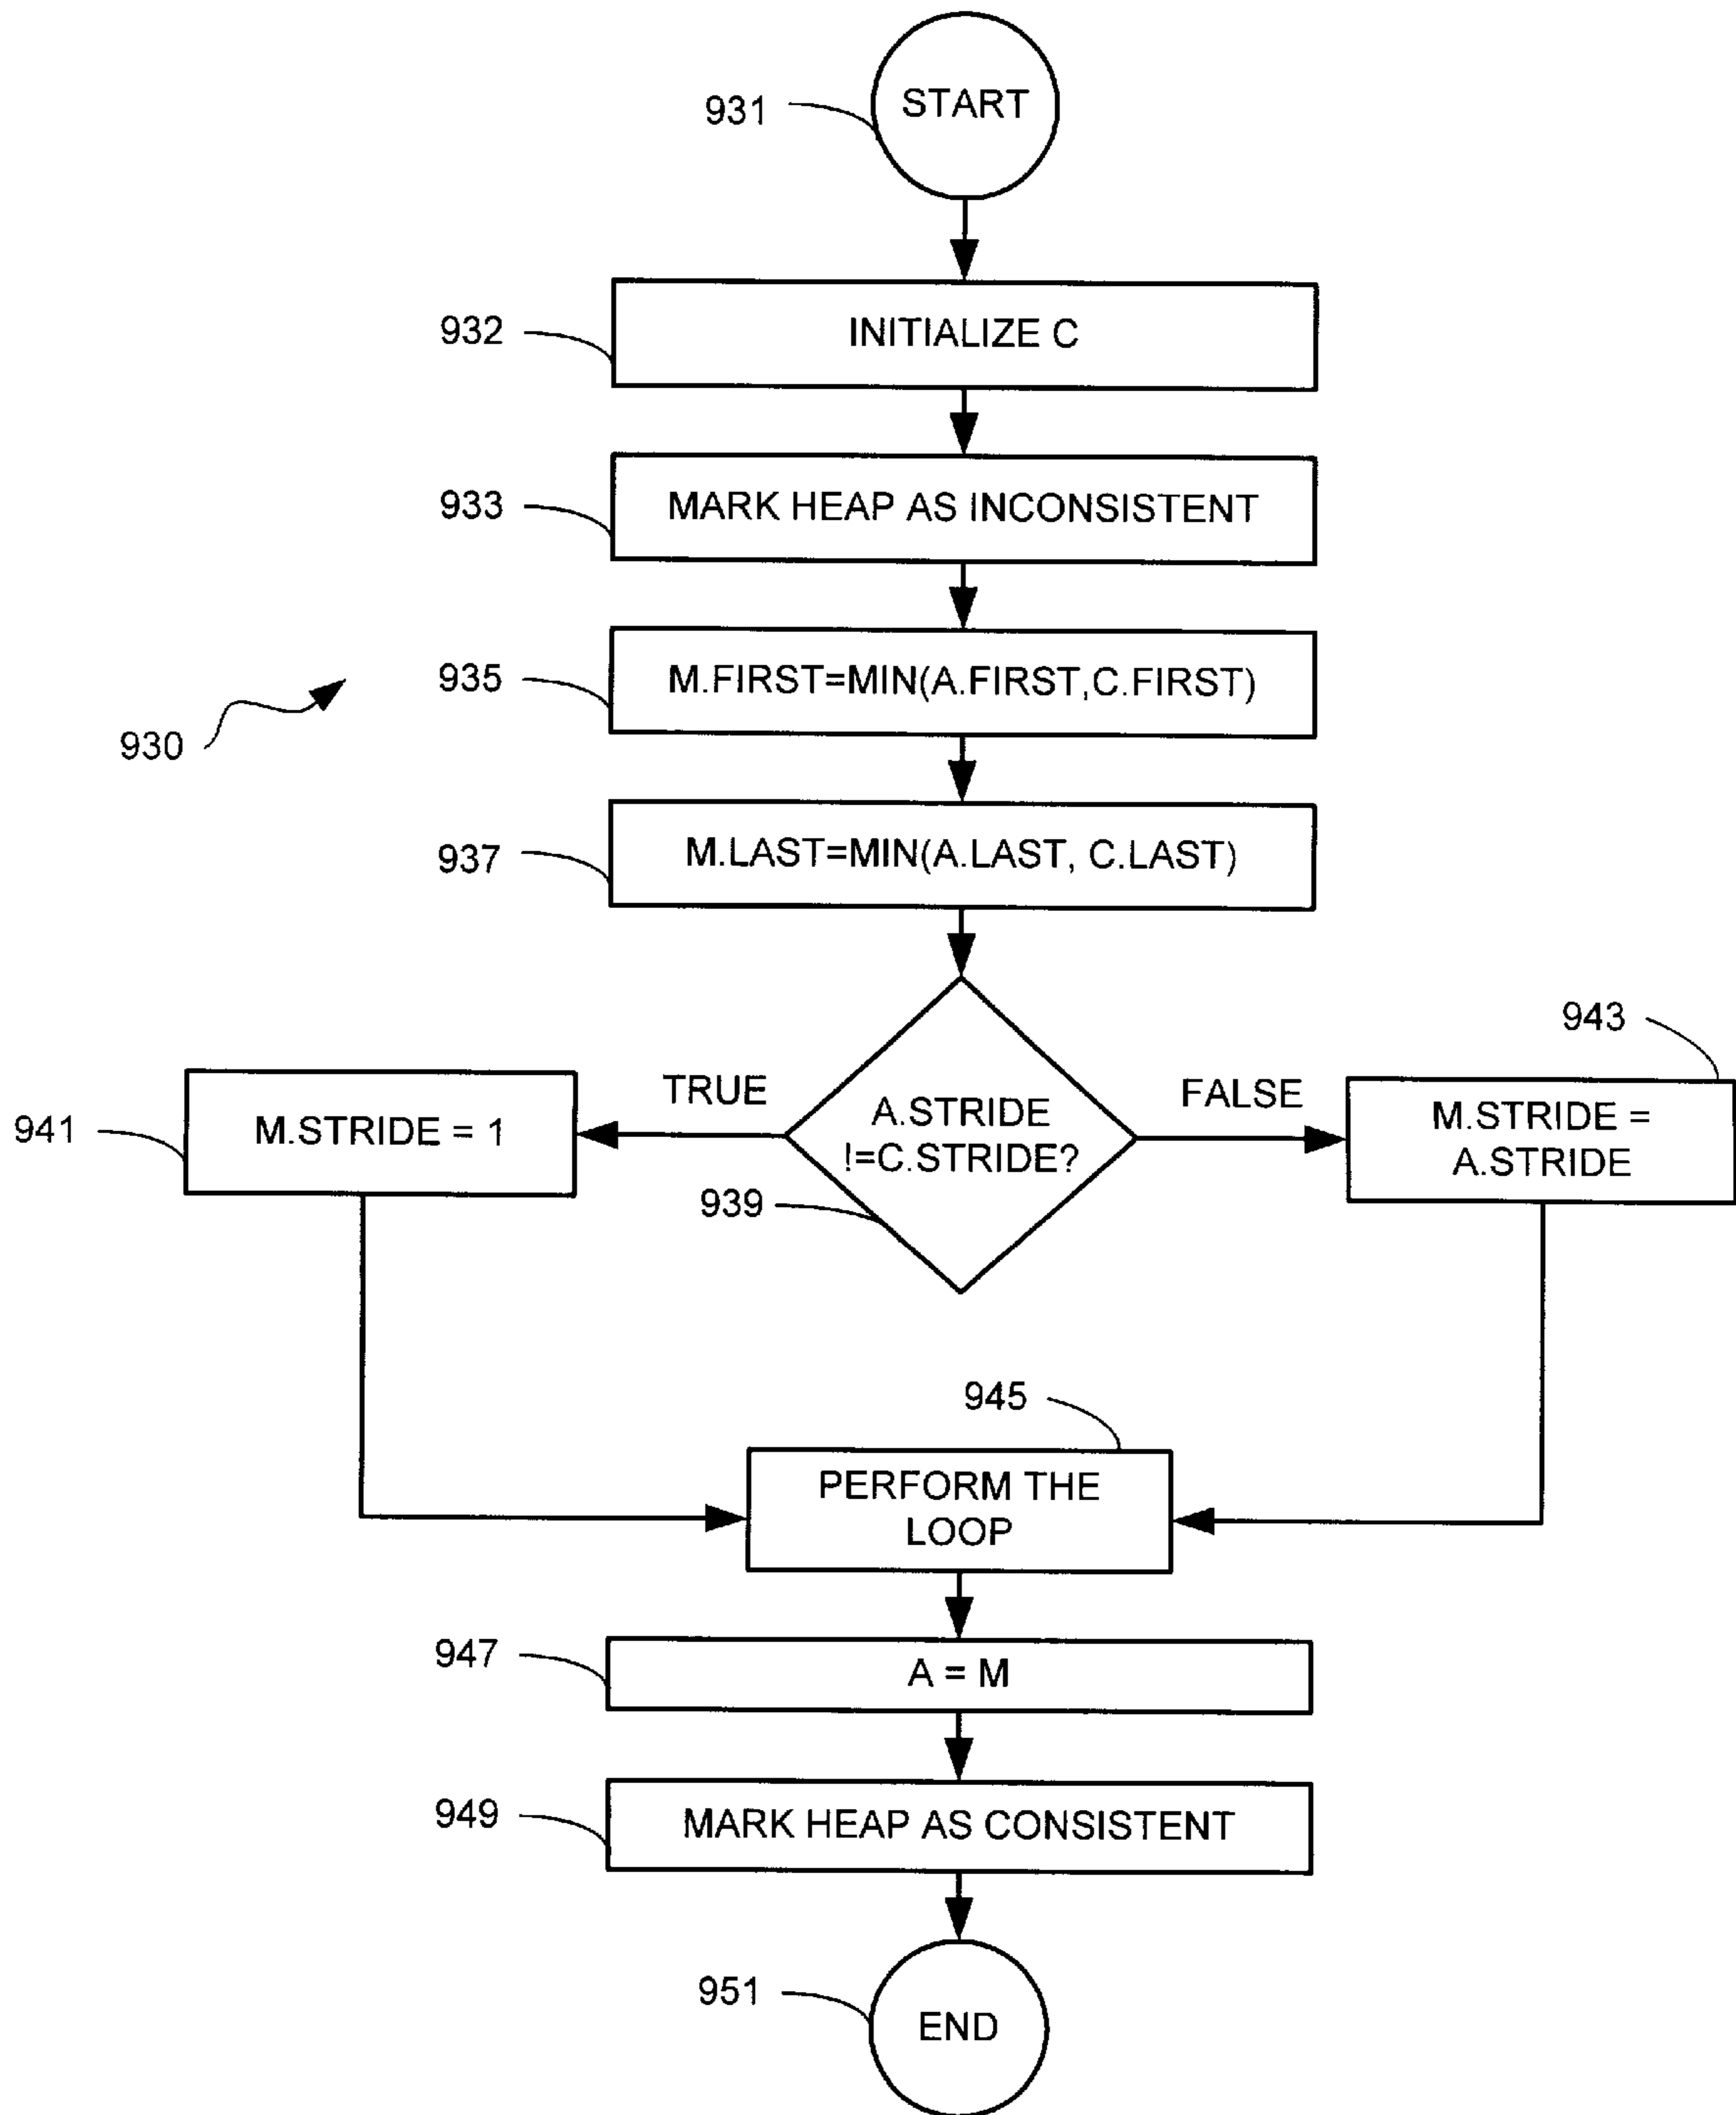 931
START
932
INITIALIZE C
933
MARK HEAP AS INCONSISTENT
935
M.FIRST=MIN(A.FIRST,C.FIRST)
930
937
M.LAST=MIN(A.LAST, C.LAST)
943
941
M.STRIDE = 1
TRUE
A.STRIDE
!=C.STRIDE?
FALSE
M.STRIDE =
A.STRIDE
939
945
PERFORM THE
LOOP
947
A = M
949
MARK HEAP AS CONSISTENT
951
END